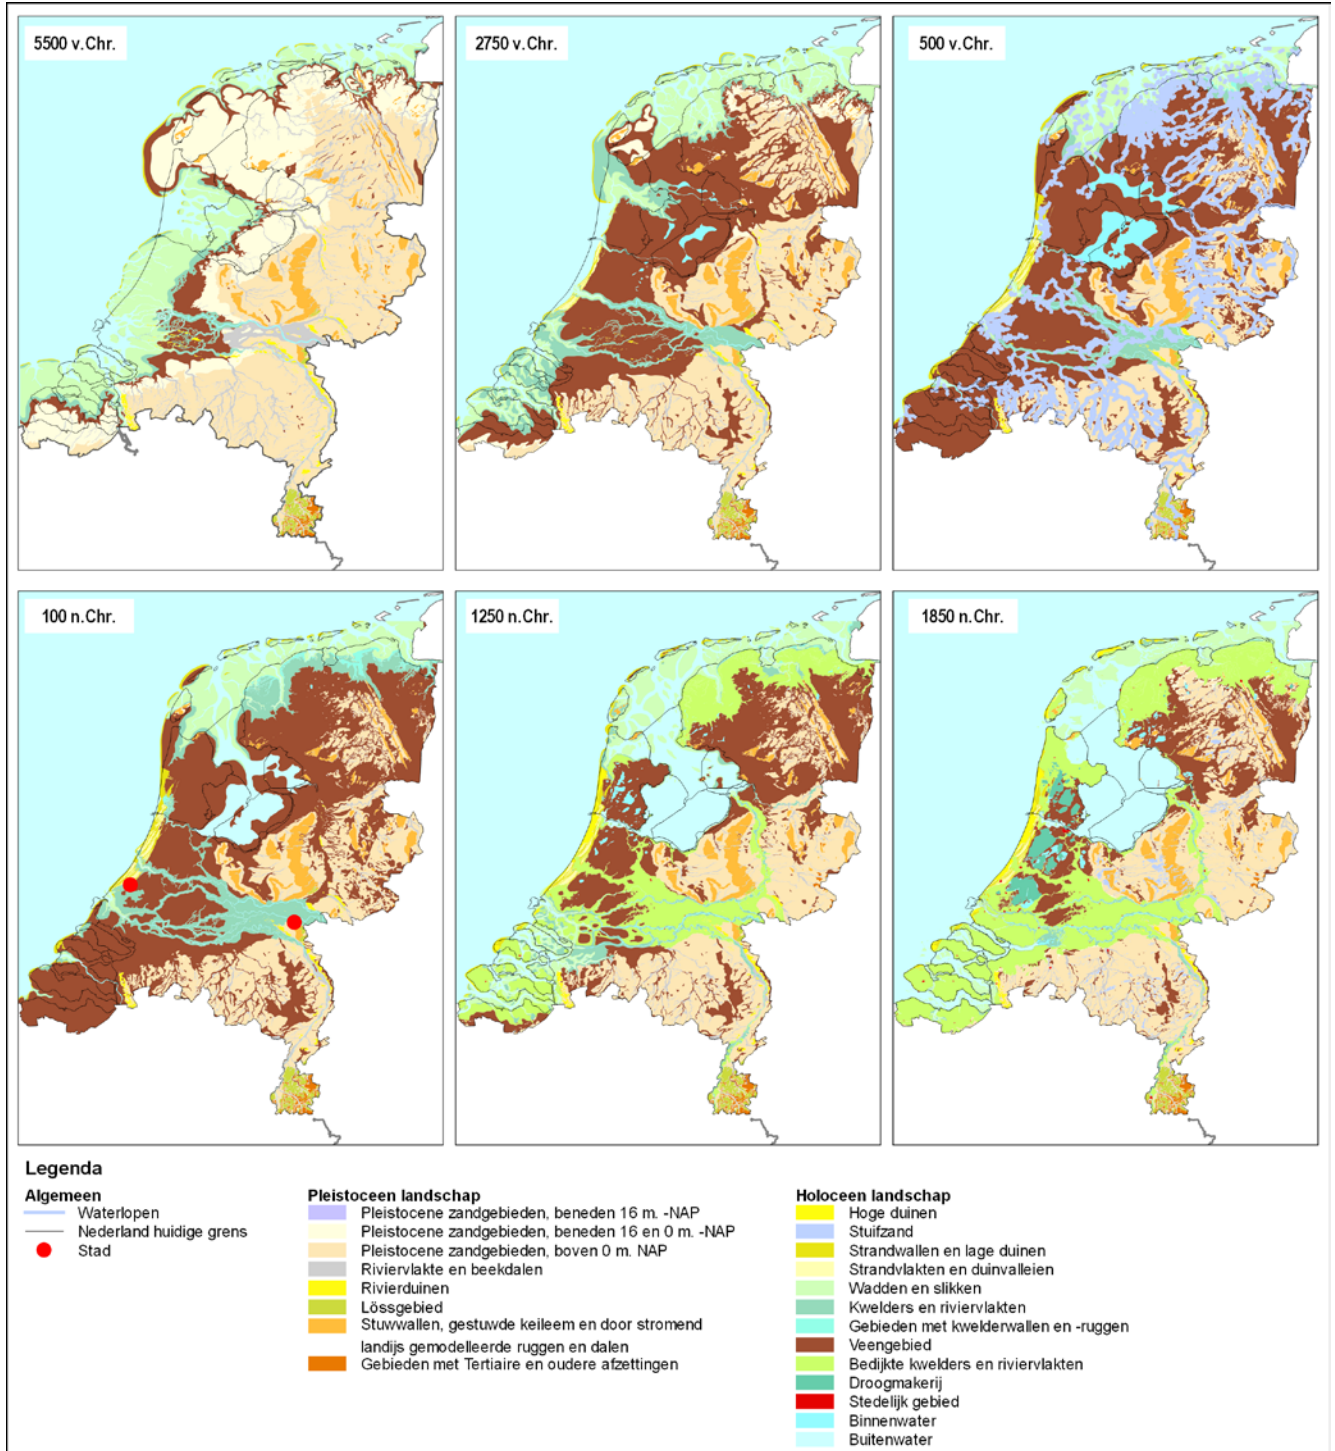 5500 v.Chr.
2750 v.Chr.
500 v.Chr.
100 n.Chr.
1250 n.Chr.
1850 n.Chr.
Legenda
Algemeen
Waterlopen
Nederland huidige grens
Stad
Pleistoceen landschap
Pleistocene zandgebieden, beneden 16 m. -NAP
Pleistocene zandgebieden, beneden 16 en 0 m. -NAP
Pleistocene zandgebieden, boven 0 m. NAP
Riviervlakte en beekdalen
Rivierduinen
Lössgebied
Stuwwallen, gestuwde keileem en door stromend
landijs gemodelleerde ruggen en dalen
Gebieden met Tertiaire en oudere afzettingen
Holoceen landschap
Hoge duinen
Stuifzand
Strandwallen en lage duinen
Strandvlakten en duinvalleien
Wadden en slikken
Kwelders en riviervlakten
Gebieden met kwelderwallen en -ruggen
Veengebied
Bedijkte kwelders en riviervlakten
Droogmakerij
Stedelijk gebied
Binnenwater
Buitenwater